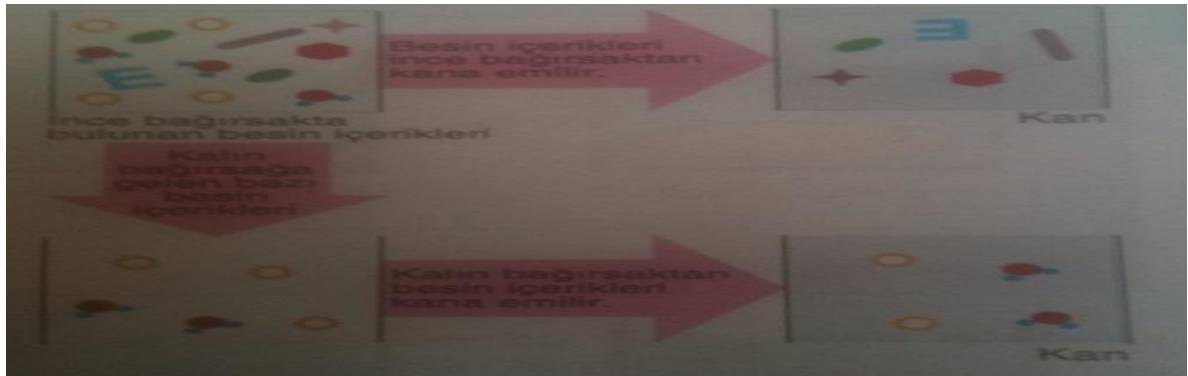 Besin içerikleri
ince bağırsaktan
kana emilir.
Kan
İnce bağırsakta
bulunan besin içerikleri
Kalın
bağırsağa
gelen bazı
besin
içerikleri
Kalın bağırsaktan
besin içerikleri
kana emilir.
Kan